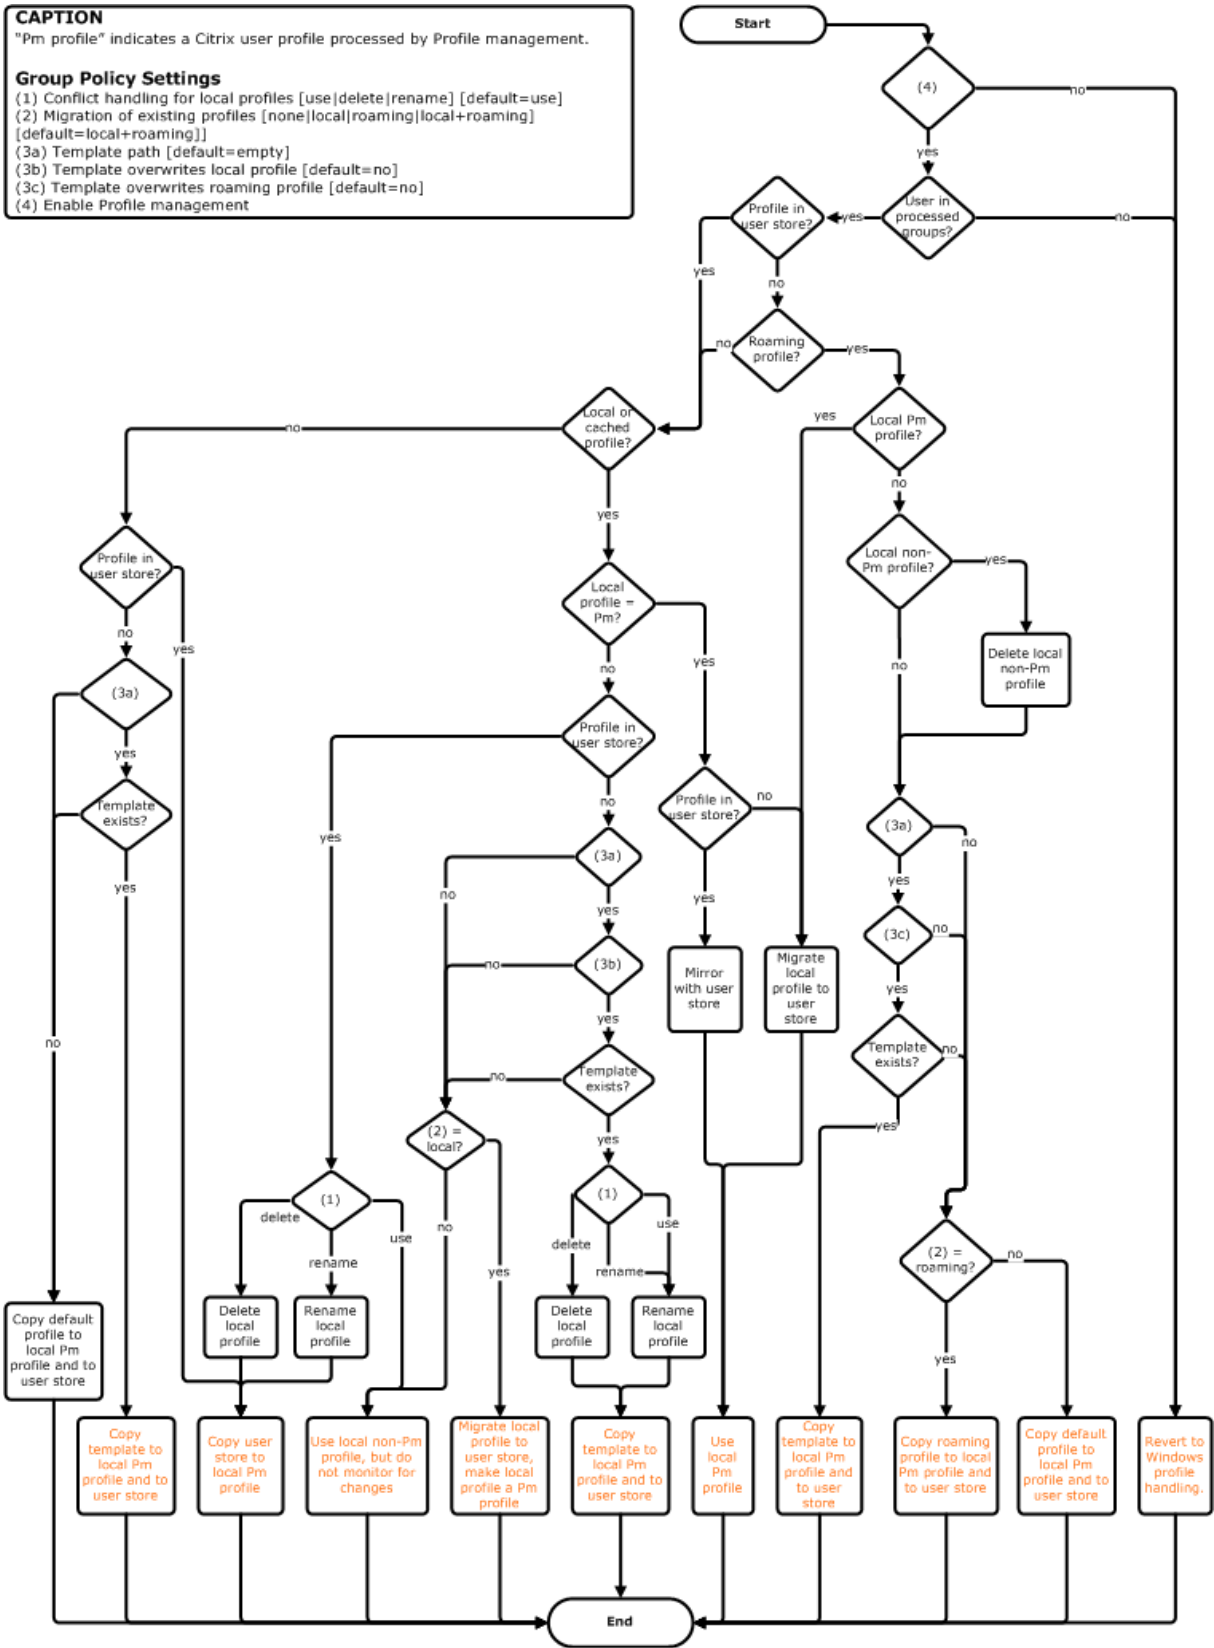 CAPTION
"Pm profile" indicates a Citrix user profile processed by Profile management.
Group Policy Settings
(1) Conflict handling for local profiles [use|delete|rename] [default=use]
(2) Migration of existing profiles [none|local|roaming|local+roaming]
[default=local+roaming]]
(3a) Template path [default=empty]
(3b) Template overwrites local profile [default=no]
(3c) Template overwrites roaming profile [default=no]
(4) Enable Profile management
Start
(4)
no
yes
User in
processed
groups?
no
yes
Profile in
user store?
yes
no
Roaming
profile?
no
yes
Local or
cached
profile?
no
yes
Local Pm
profile?
yes
no
Local non-
Pm profile?
yes
no
Delete local
non-Pm
profile
Profile in
user store?
no
yes
(3a)
yes
Template
exists?
yes
no
Local
profile =
Pm?
yes
no
Profile in
user store?
yes
no
Profile in
user store?
no
yes
(3a)
no
yes
(3b)
no
yes
Template
exists?
no
yes
Mirror
with user
store
Migrate
local
profile to
user
store
(3a)
no
yes
(3c)
no
yes
Template
exists?
no
yes
(2) =
local?
no
yes
(1)
delete
rename
use
(1)
delete
rename
use
(2) =
roaming?
no
yes
Delete
local
profile
Rename
local
profile
Delete
local
profile
Rename
local
profile
Copy default
profile to
local Pm
profile and to
user store
Copy
template to
local Pm
profile and to
user store
Copy user
store to
local Pm
profile
Use local non-Pm
profile, but do
not monitor for
changes
Migrate local
profile to
user store,
make local
profile a Pm
profile
Copy
template to
local Pm
profile and to
user store
Use
local
Pm
profile
Copy
template to
local Pm
profile and
to user
store
Copy roaming
profile to local
Pm profile and
to user store
Copy default
profile to
local Pm
profile and to
user store
Revert to
Windows
profile
handling.
End